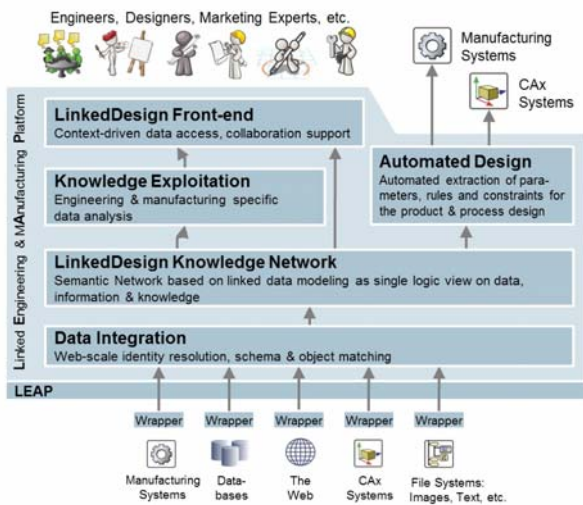 Engineers, Designers, Marketing Experts, etc.
Manufacturing
Systems
CAx
Systems
Linked Engineering & MAnufacturing Platform
LinkedDesign Front-end
Context-driven data access, collaboration support
Knowledge Exploitation
Engineering & manufacturing specific
data analysis
Automated Design
Automated extraction of para-
meters, rules and constraints for
the product & process design
LinkedDesign Knowledge Network
Semantic Network based on linked data modeling as single logic view on data,
information & knowledge
Data Integration
Web-scale identity resolution, schema & object matching
LEAP
Wrapper Wrapper Wrapper Wrapper Wrapper
Manufacturing
Systems
Data-
bases
The
Web
CAx
Systems
File Systems:
Images, Text, etc.